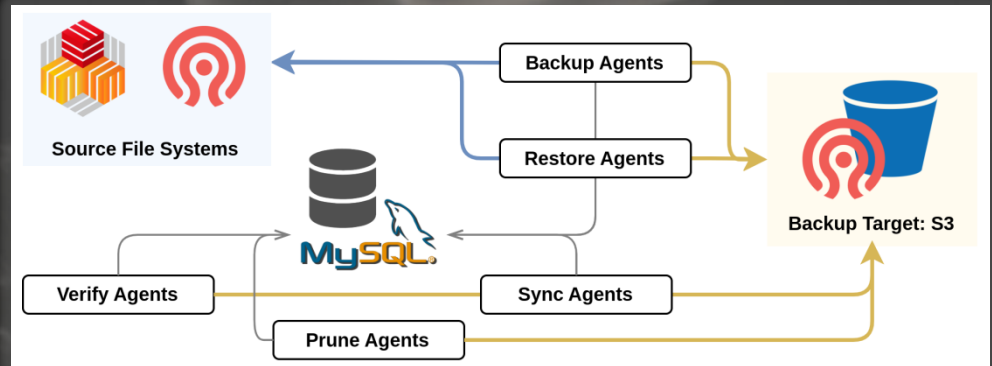 Backup Agents
Source File Systems
Restore Agents
Backup Target: S3
MySQL.
Verify Agents
Sync Agents
Prune Agents